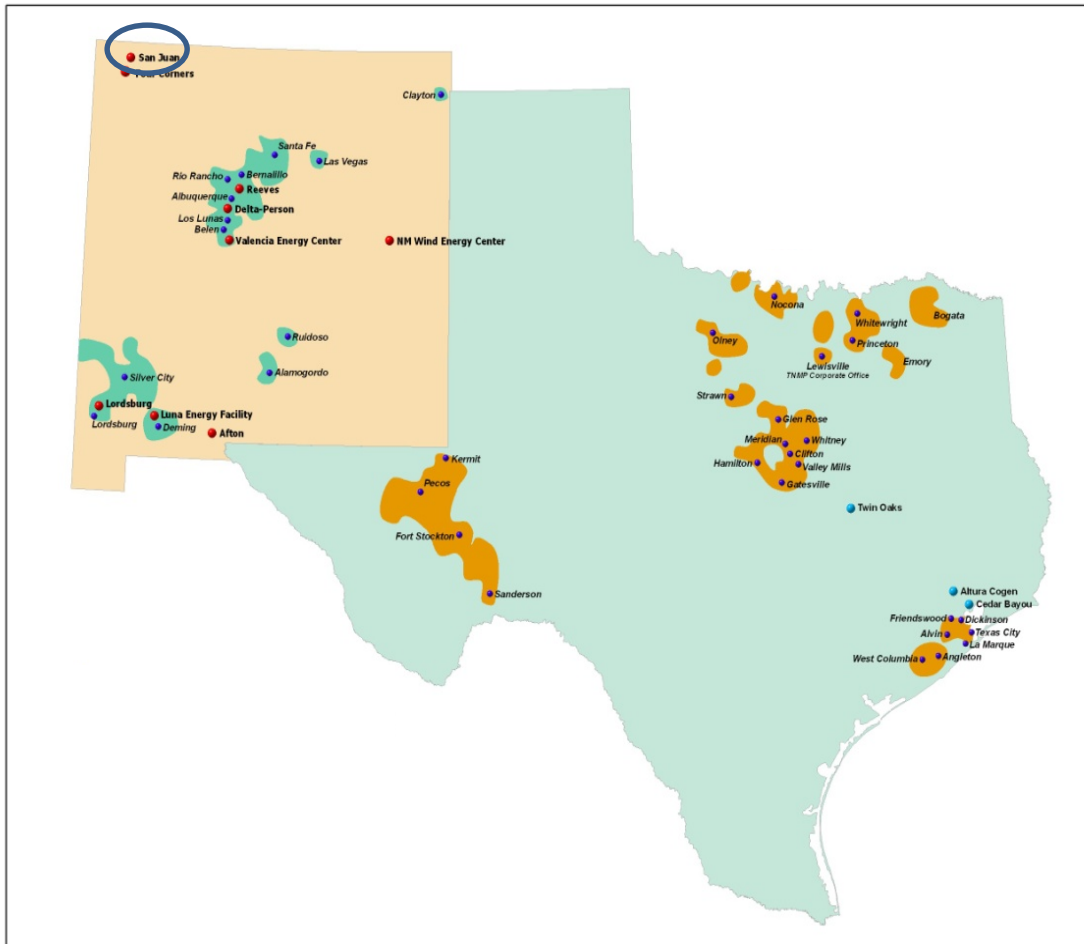 San Juan
Four Corners
Clayton
Santa Fe
Las Vegas
Rio Rancho
Bernalillo
Reeves
Albuquerque
Delta-Person
Los Lunas
Belen
Valencia Energy Center
NM Wind Energy Center
Ruidoso
Alamogordo
Silver City
Lordsburg
Lordsburg
Luna Energy Facility
Deming
Afton
Nocona
Bogata
Whitewright
Olney
Princeton
Emory
Lewisville
TNMP Corporate Office
Strawn
Glen Rose
Meridian
Whitney
Clifton
Hamilton
Valley Mills
Gatesville
Kermit
Pecos
Fort Stockton
Sanderson
Twin Oaks
Altura Cogen
Cedar Bayou
Friendswood
Dickinson
Alvin
Texas City
La Marque
West Columbia
Angleton